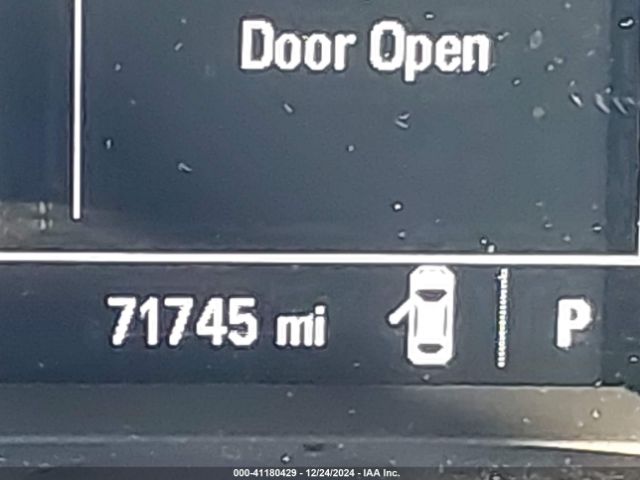 Door Open
71745 mi P
000-41180429 - 12/24/2024 - IAA Inc.